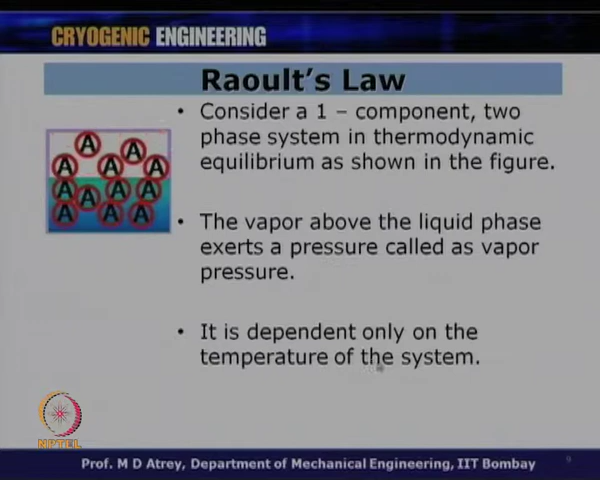 CRYOGENIC ENGINEERING
Raoult's Law
• Consider a 1 – component, two
phase system in thermodynamic
equilibrium as shown in the figure.
A
A
A
A
A
A
A
A
A
A
A
A
• The vapor above the liquid phase
exerts a pressure called as vapor
pressure.
• It is dependent only on the
temperature of the system.
NPTEL
Prof. M D Atrey, Department of Mechanical Engineering, IIT Bombay
9